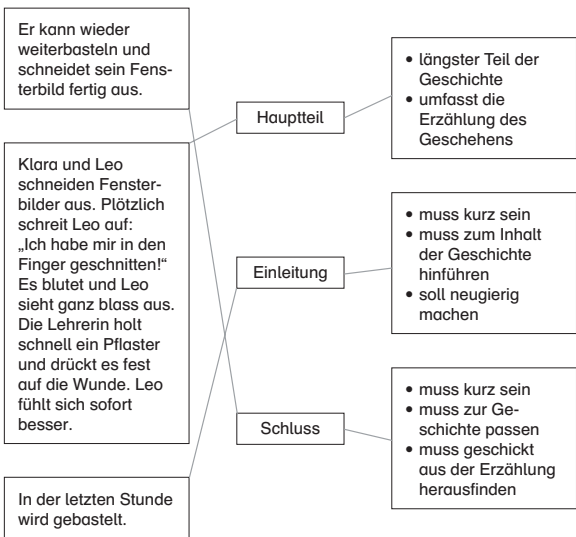 Er kann wieder
weiterbasteln und
schneidet sein Fens-
terbild fertig aus.
Klara und Leo
schneiden Fenster-
bilder aus. Plötzlich
schreit Leo auf:
„Ich habe mir in den
Finger geschnitten!“
Es blutet und Leo
sieht ganz blass aus.
Die Lehrerin holt
schnell ein Pflaster
und drückt es fest
auf die Wunde. Leo
fühlt sich sofort
besser.
In der letzten Stunde
wird gebastelt.
Hauptteil
Einleitung
Schluss
• längster Teil der
Geschichte
• umfasst die
Erzählung des
Geschehens
• muss kurz sein
• muss zum Inhalt
der Geschichte
hinführen
• soll neugierig
machen
• muss kurz sein
• muss zur Ge-
schichte passen
• muss geschickt
aus der Erzählung
herausfinden